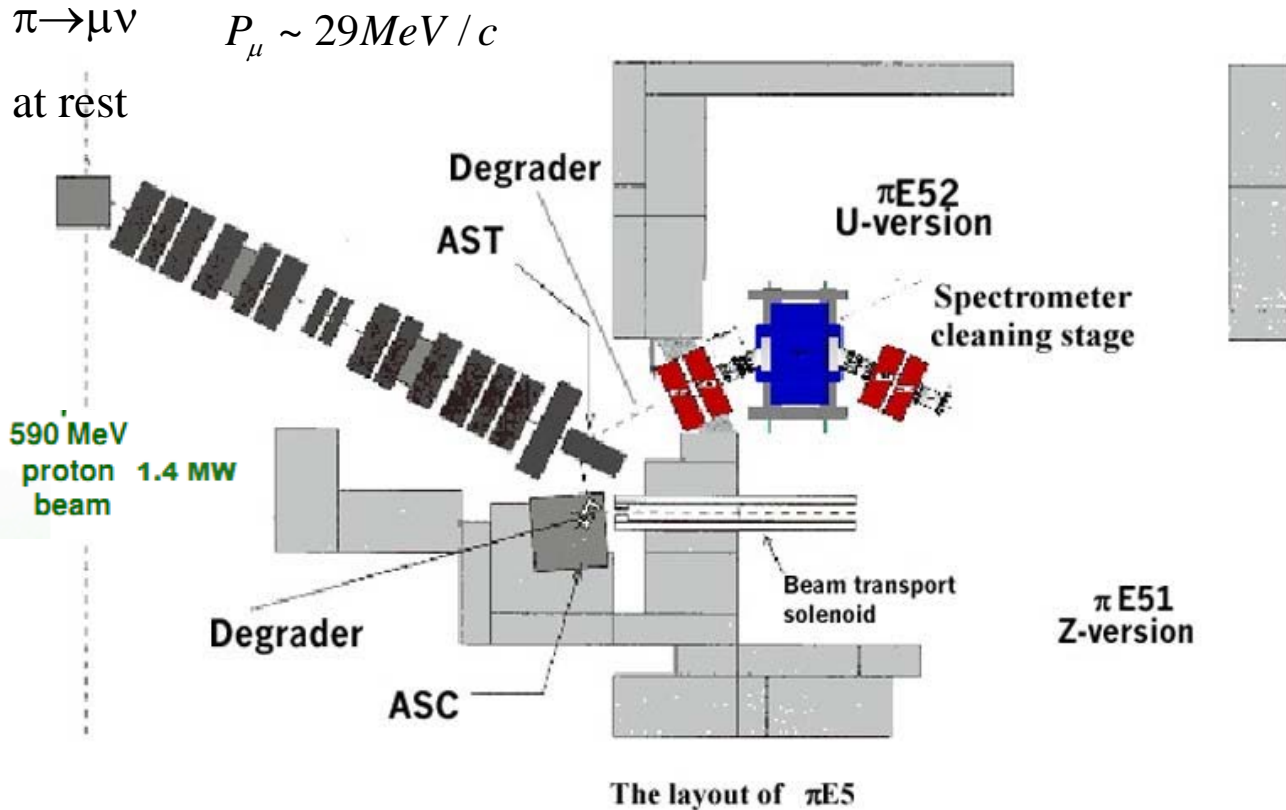 π→μν
P_μ ~ 29MeV / c
at rest
Degrader
AST
πE52
U-version
Spectrometer
cleaning stage
590 MeV
proton 1.4 MW
beam
Beam transport
solenoid
Degrader
ASC
π E51
Z-version
The layout of πE5